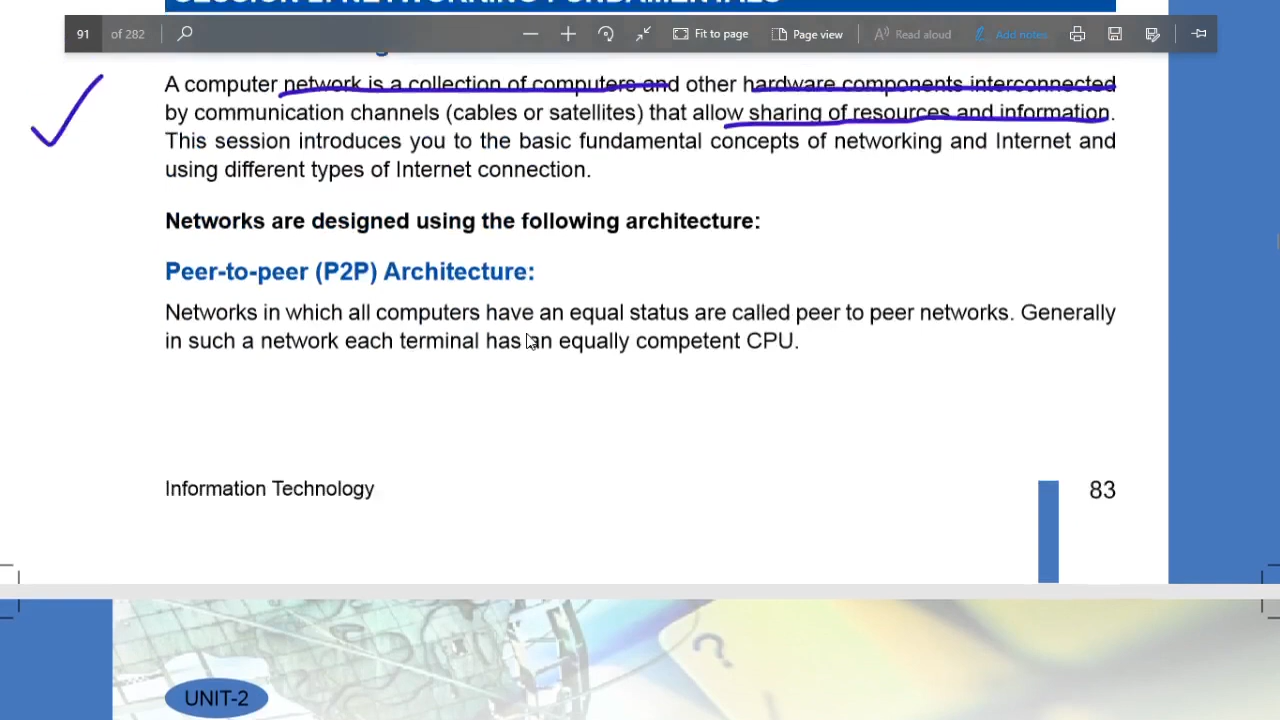 SESSION 2: NETWORKING FUNDAMENTALS
91 of 282 Fit to page Page view Read aloud Add notes
A computer network is a collection of computers and other hardware components interconnected
by communication channels (cables or satellites) that allow sharing of resources and information.
This session introduces you to the basic fundamental concepts of networking and Internet and
using different types of Internet connection.
Networks are designed using the following architecture:
Peer-to-peer (P2P) Architecture:
Networks in which all computers have an equal status are called peer to peer networks. Generally
in such a network each terminal has an equally competent CPU.
Information Technology
83
UNIT-2